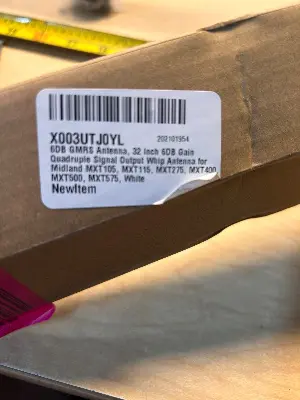 X003UTJ0YL
202101954
6DB GMRS Antenna, 32 Inch 6DB Gain
Quadruple Signal Output Whip Antenna for
Midland MXT105, MXT115, MXT275, MXT400
MXT500, MXT575, White
NewItem